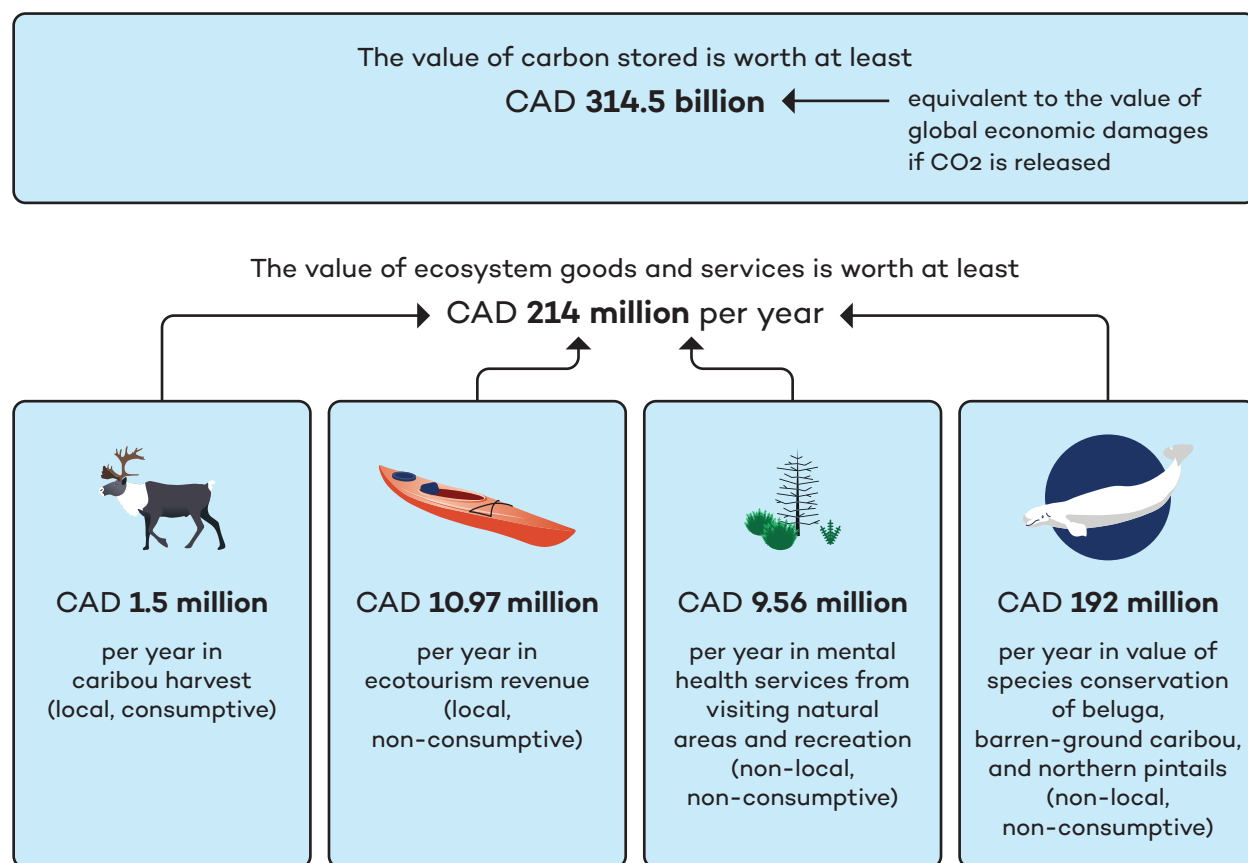 The value of carbon stored is worth at least
CAD 314.5 billion
equivalent to the value of
global economic damages
if CO2 is released
The value of ecosystem goods and services is worth at least
CAD 214 million per year
CAD 1.5 million
per year in
caribou harvest
(local, consumptive)
CAD 10.97 million
per year in
ecotourism revenue
(local,
non-consumptive)
CAD 9.56 million
per year in mental
health services from
visiting natural
areas and recreation
(non-local,
non-consumptive)
CAD 192 million
per year in value of
species conservation
of beluga,
barren-ground caribou,
and northern pintails
(non-local,
non-consumptive)